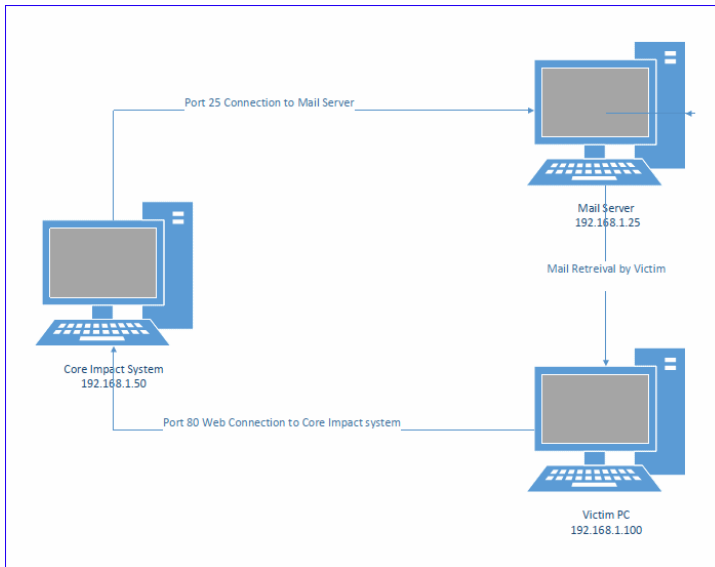 Port 25 Connection to Mail Server
Mail Server
192.168.1.25
Mail Retreival by Victim
Core Impact System
192.168.1.50
Port 80 Web Connection to Core Impact system
Victim PC
192.168.1.100